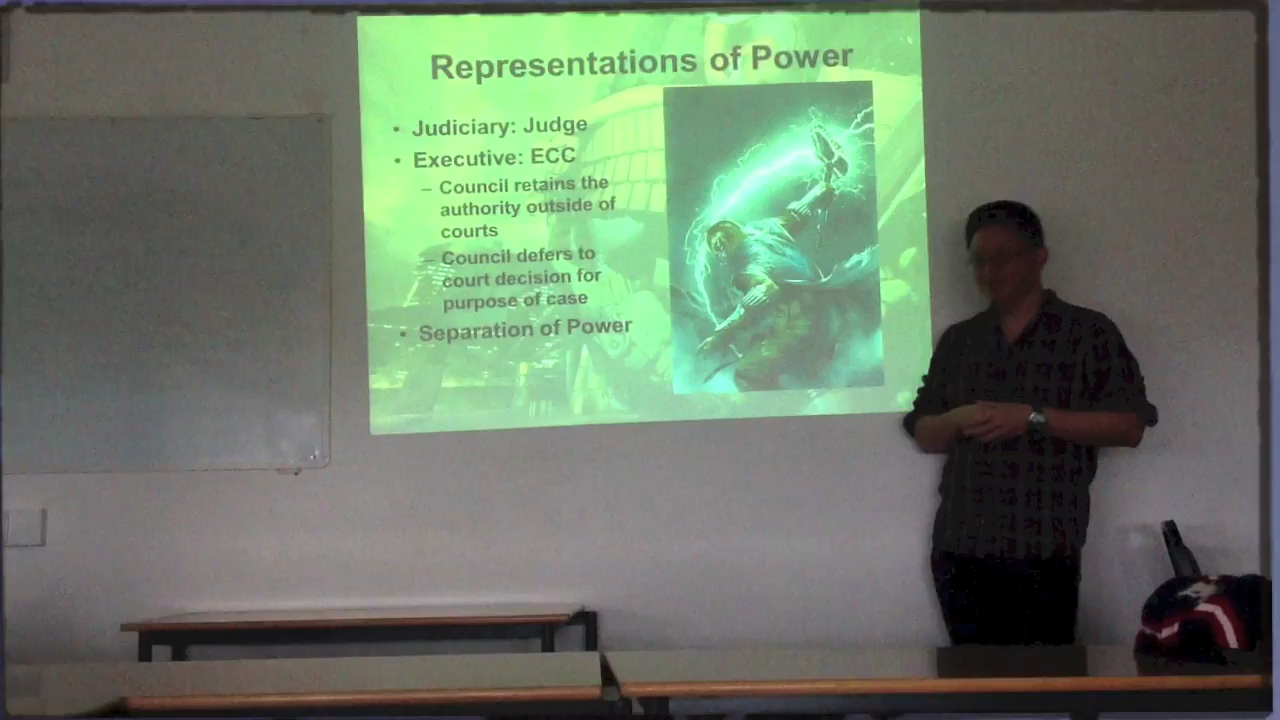 Representations of Power
• Judiciary: Judge
• Executive: ECC
– Council retains the
authority outside of
courts
– Council defers to
court decision for
purpose of case
• Separation of Power